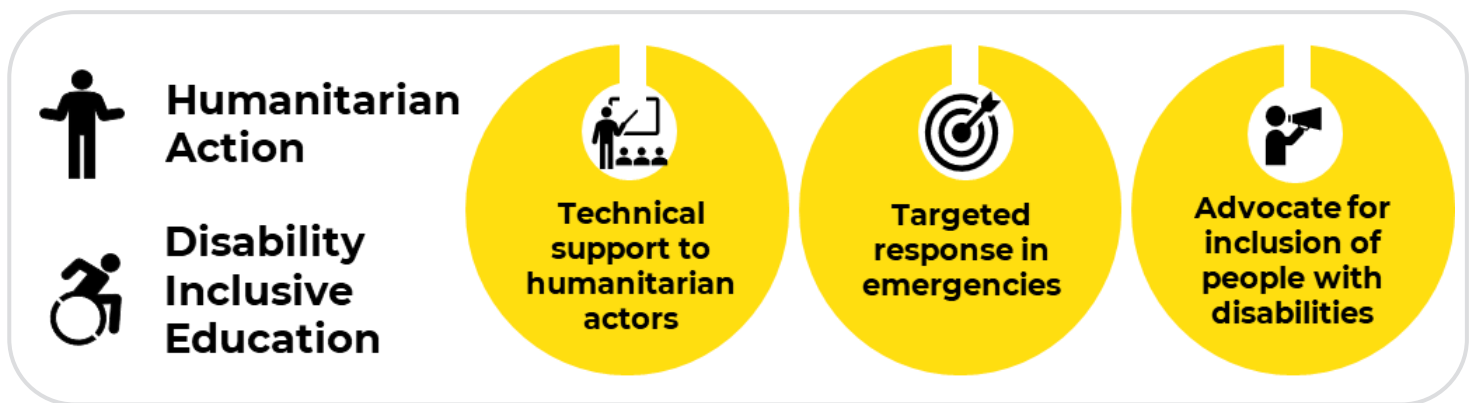 Humanitarian
Action
Disability
Inclusive
Education
Technical
support to
humanitarian
actors
Targeted
response in
emergencies
Advocate for
inclusion of
people with
disabilities